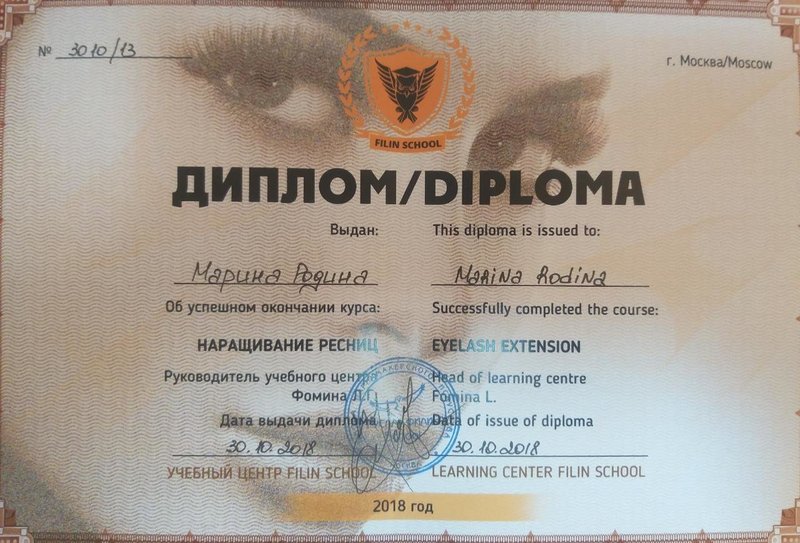 № 3010/13
г. Москва/Moscow
FILIN SCHOOL
ДИПЛОМ/DIPLOMA
Выдан: This diploma is issued to:
Марина Родина Marina Rodina
Об успешном окончании курса: Successfully completed the course:
НАРАЩИВАНИЕ РЕСНИЦ EYELASH EXTENSION
Руководитель учебного центра Head of learning centre
Фомина Л. Fomina L.
Дата выдачи диплома Data of issue of diploma
30.10.2018 30.10.2018
УЧЕБНЫЙ ЦЕНТР FILIN SCHOOL LEARNING CENTER FILIN SCHOOL
2018 год